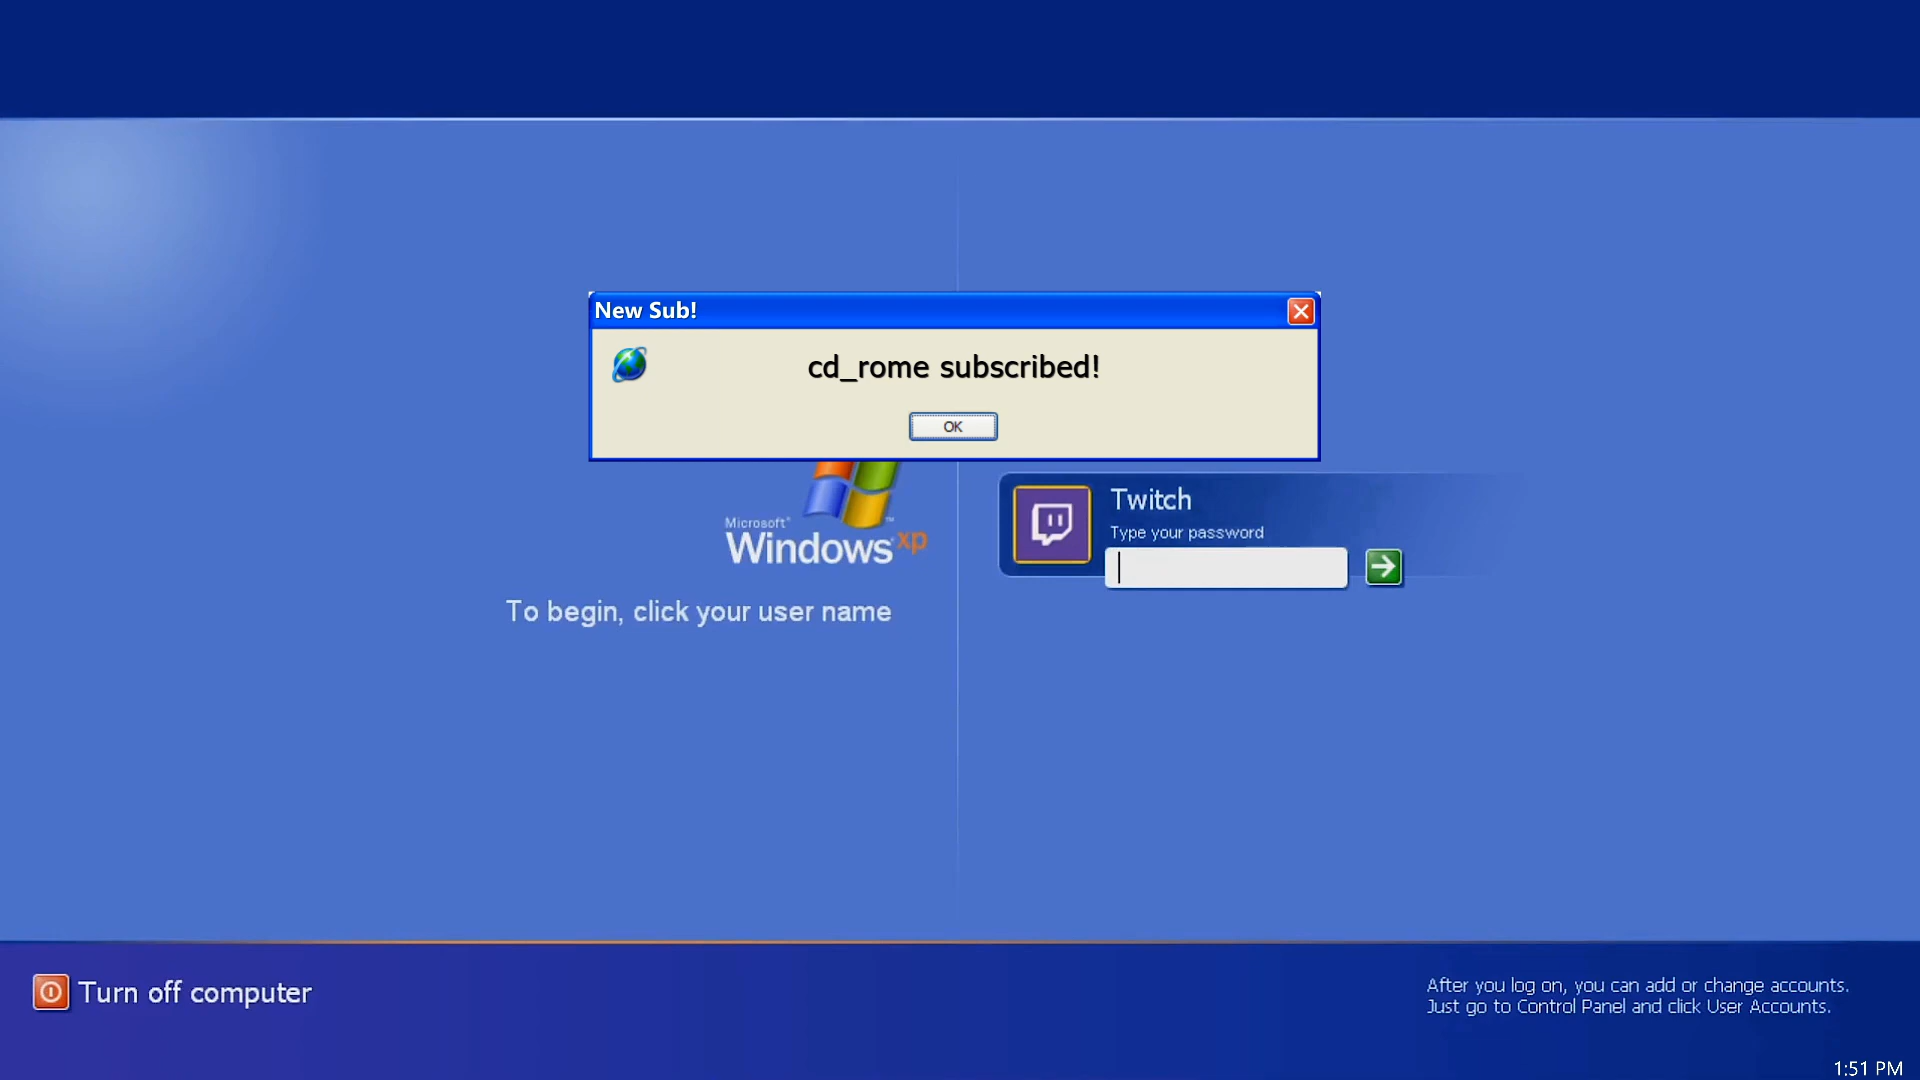 New Sub!
cd_rome subscribed!
OK
Microsoft®
Windows® xp ™
To begin, click your user name
Twitch
Type your password
Turn off computer
After you log on, you can add or change accounts.
Just go to Control Panel and click User Accounts.
1:51 PM